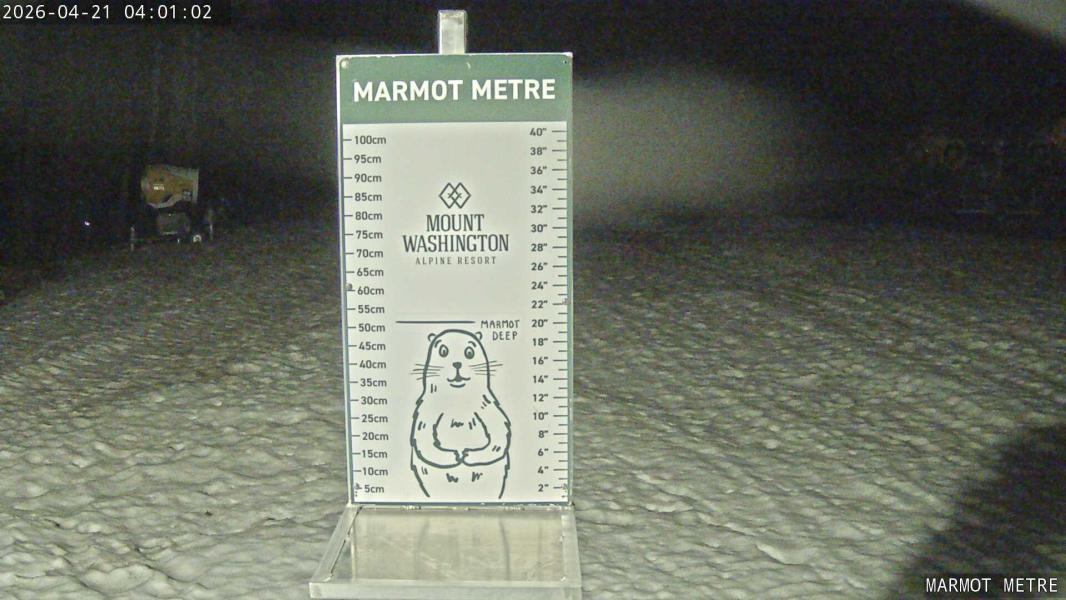 2026-04-21 04:01:02
MARMOT METRE
100cm
95cm
90cm
85cm
80cm
75cm
70cm
65cm
60cm
55cm
50cm
45cm
40cm
35cm
30cm
25cm
20cm
15cm
10cm
5cm
MOUNT
WASHINGTON
ALPINE RESORT
MARMOT
DEEP
40"
38"
36"
34"
32"
30"
28"
26"
24"
22"
20"
18"
16"
14"
12"
10"
8"
6"
4"
2"
MARMOT METRE